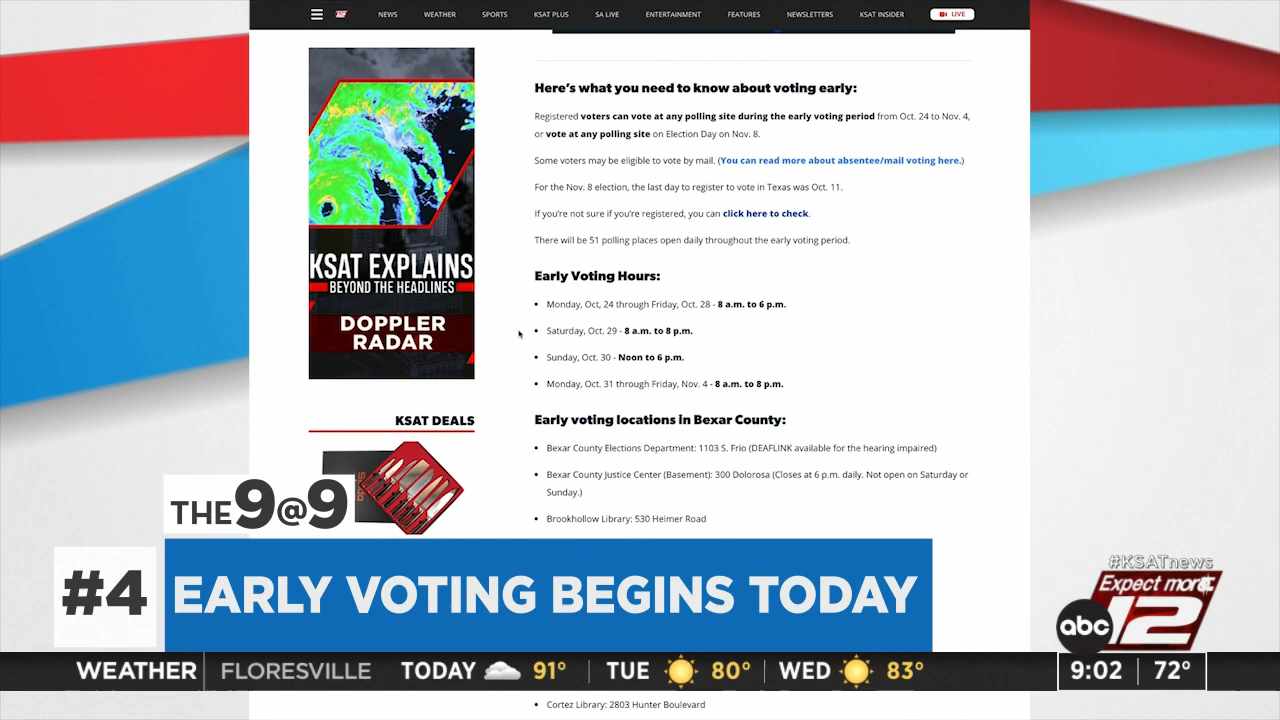 NEWS WEATHER SPORTS KSAT PLUS SA LIVE ENTERTAINMENT FEATURES NEWSLETTERS KSAT INSIDER LIVE
Here's what you need to know about voting early:
Registered voters can vote at any polling site during the early voting period from Oct. 24 to Nov. 4,
or vote at any polling site on Election Day on Nov. 8.
Some voters may be eligible to vote by mail. (You can read more about absentee/mail voting here.)
For the Nov. 8 election, the last day to register to vote in Texas was Oct. 11.
If you're not sure if you're registered, you can click here to check.
There will be 51 polling places open daily throughout the early voting period.
Early Voting Hours:
• Monday, Oct, 24 through Friday, Oct. 28 - 8 a.m. to 6 p.m.
• Saturday, Oct. 29 - 8 a.m. to 8 p.m.
• Sunday, Oct. 30 - Noon to 6 p.m.
• Monday, Oct. 31 through Friday, Nov. 4 - 8 a.m. to 8 p.m.
Early voting locations in Bexar County:
• Bexar County Elections Department: 1103 S. Frio (DEAFLINK available for the hearing impaired)
• Bexar County Justice Center (Basement): 300 Dolorosa (Closes at 6 p.m. daily. Not open on Saturday or
Sunday.)
• Brookhollow Library: 530 Heimer Road
KSAT EXPLAINS
BEYOND THE HEADLINES
DOPPLER
RADAR
KSAT DEALS
THE 9@9
#4 EARLY VOTING BEGINS TODAY
#KSATnews
Expect more
abc 12
WEATHER FLORESVILLE TODAY 91° TUE 80° WED 83° 9:02 72°
Cortez Library: 2803 Hunter Boulevard